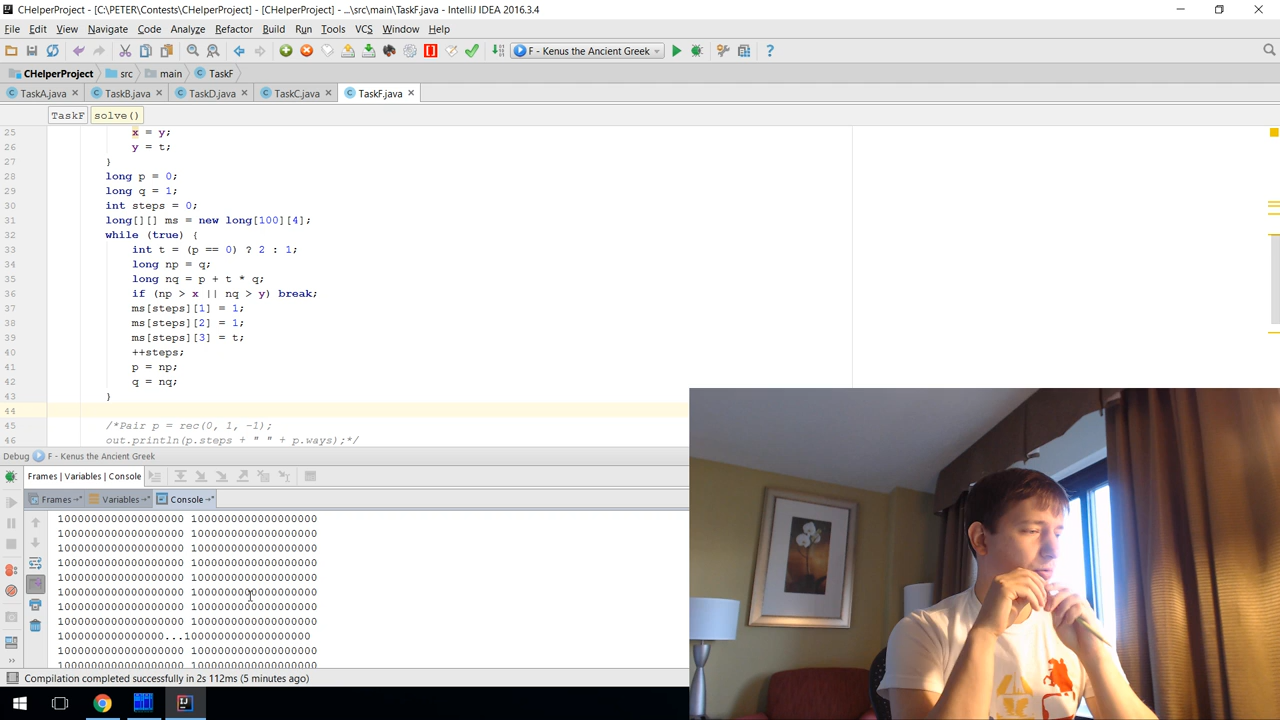 CHelperProject - [C:\PETER\Contests\CHelperProject] - [CHelperProject] - ...\src\main\TaskF.java - IntelliJ IDEA 2016.3.4
File Edit View Navigate Code Analyze Refactor Build Run Tools VCS Window Help
F - Kenus the Ancient Greek
CHelperProject src main TaskF
TaskA.java TaskB.java TaskD.java TaskC.java TaskF.java
TaskF solve()
25 x = y;
26 y = t;
27 }
28 long p = 0;
29 long q = 1;
30 int steps = 0;
31 long[][] ms = new long[100][4];
32 while (true) {
33 int t = (p == 0) ? 2 : 1;
34 long np = q;
35 long nq = p + t * q;
36 if (np > x || nq > y) break;
37 ms[steps][1] = 1;
38 ms[steps][2] = 1;
39 ms[steps][3] = t;
40 ++steps;
41 p = np;
42 q = nq;
43 }
44
45 /*Pair p = rec(0, 1, -1);
46 out.println(p.steps + " " + p.ways);*/
Debug F - Kenus the Ancient Greek
Frames | Variables | Console
Frames Variables Console
1000000000000000000 1000000000000000000
1000000000000000000 1000000000000000000
1000000000000000000 1000000000000000000
1000000000000000000 1000000000000000000
1000000000000000000 1000000000000000000
1000000000000000000 1000000000000000000
1000000000000000000 1000000000000000000
1000000000000000000 1000000000000000000
1000000000000000...1000000000000000000
1000000000000000000 1000000000000000000
1000000000000000000 1000000000000000000
Compilation completed successfully in 2s 112ms (5 minutes ago)